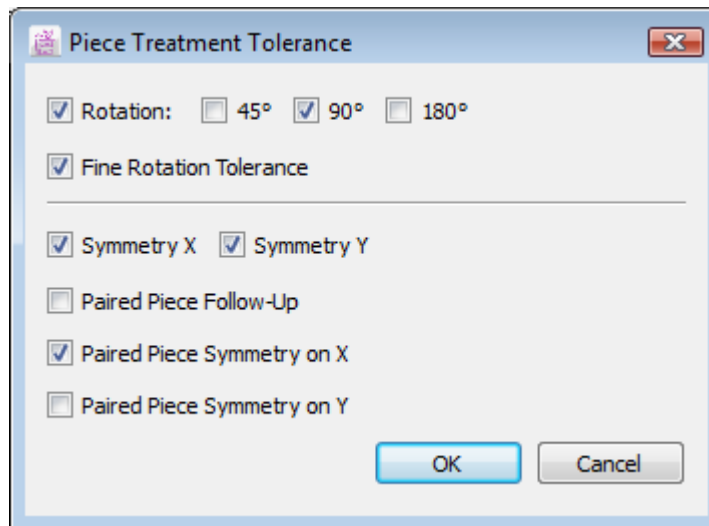 Piece Treatment Tolerance
Rotation: 45° 90° 180°
Fine Rotation Tolerance
Symmetry X Symmetry Y
Paired Piece Follow-Up
Paired Piece Symmetry on X
Paired Piece Symmetry on Y
OK Cancel